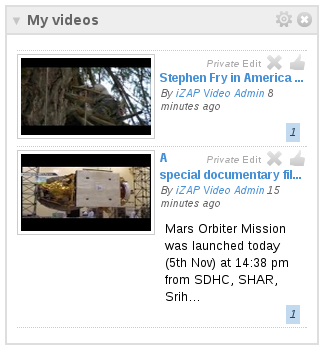 My videos
Private Edit
Stephen Fry in America ...
By iZAP Video Admin 8
minutes ago
1
A
Private Edit
special documentary fil...
By iZAP Video Admin 15
minutes ago
Mars Orbiter Mission
was launched today
(5th Nov) at 14:38 pm
from SDHC, SHAR,
Srih...
1